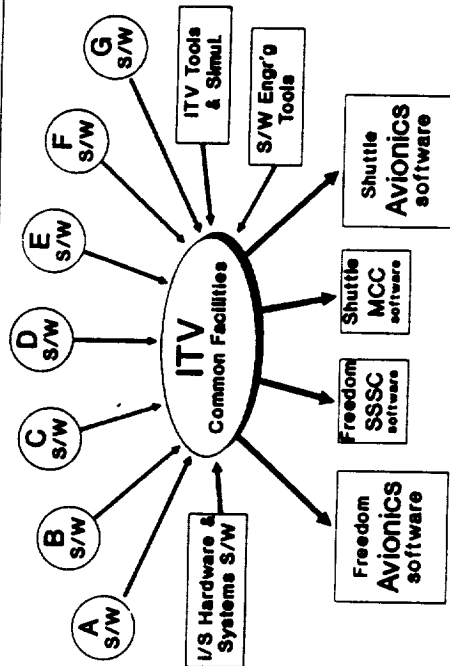 A
S/W
B
S/W
C
S/W
D
S/W
E
S/W
F
S/W
G
S/W
I/S Hardware &
Systems S/W
ITV
Common Facilities
ITV Tools
& Simul.
S/W Engr'g
Tools
Freedom
Avionics
software
Freedom
SSSC
software
Shuttle
MCC
software
Shuttle
Avionics
software